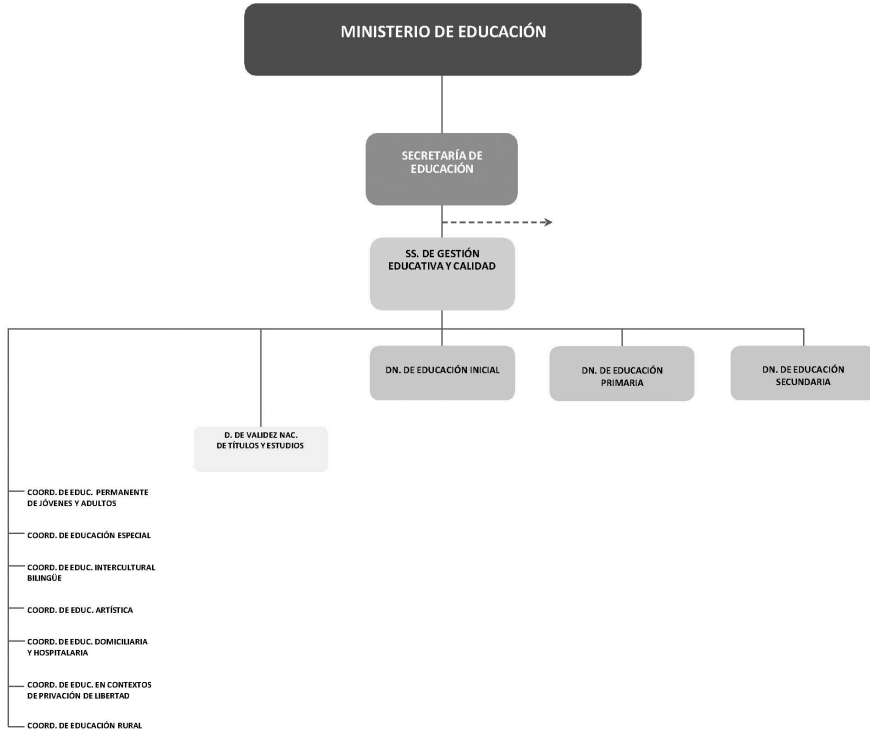 MINISTERIO DE EDUCACIÓN
SECRETARÍA DE
EDUCACIÓN
SS. DE GESTIÓN
EDUCATIVA Y CALIDAD
DN. DE EDUCACIÓN INICIAL
DN. DE EDUCACIÓN
PRIMARIA
DN. DE EDUCACIÓN
SECUNDARIA
D. DE VALIDEZ NAC.
DE TÍTULOS Y ESTUDIOS
COORD. DE EDUC. PERMANENTE
DE JÓVENES Y ADULTOS
COORD. DE EDUCACIÓN ESPECIAL
COORD. DE EDUC. INTERCULTURAL
BILINGÜE
COORD. DE EDUC. ARTÍSTICA
COORD. DE EDUC. DOMICILIARIA
Y HOSPITALARIA
COORD. DE EDUC. EN CONTEXTOS
DE PRIVACIÓN DE LIBERTAD
COORD. DE EDUCACIÓN RURAL